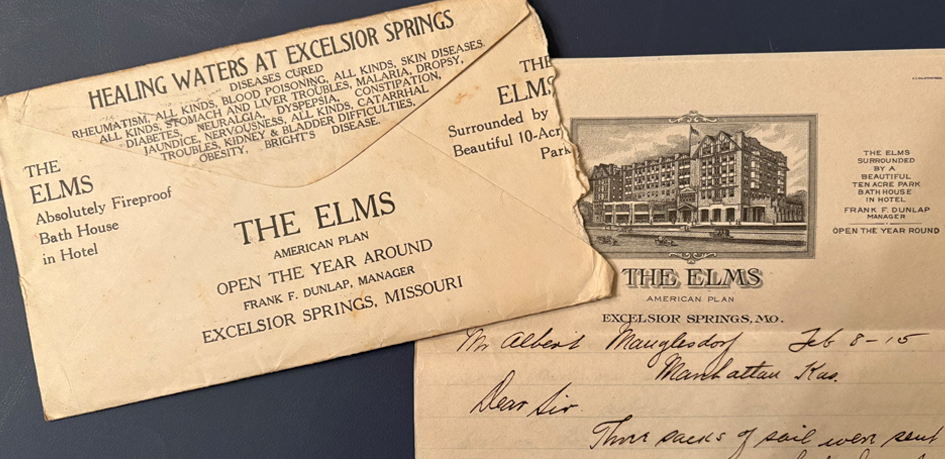 HEALING WATERS AT EXCELSIOR SPRINGS
DISEASES CURED
RHEUMATISM, ALL KINDS, BLOOD POISONING, ALL KINDS, SKIN DISEASES.
ALL KINDS, STOMACH AND LIVER TROUBLES, MALARIA, DROPSY,
DIABETES, NEURALGIA, DYSPEPSIA, CONSTIPATION,
JAUNDICE, NERVOUSNESS, ALL KINDS, CATARRHAL
TROUBLES, KIDNEY & BLADDER DIFFICULTIES,
OBESITY, BRIGHT'S DISEASE.
THE
ELMS
Absolutely Fireproof
Bath House
in Hotel
THE
ELMS
Surrounded by
Beautiful 10-Acr
Park
THE ELMS
AMERICAN PLAN
OPEN THE YEAR AROUND
FRANK F. DUNLAP, MANAGER
EXCELSIOR SPRINGS, MISSOURI
THE ELMS
SURROUNDED
BY A
BEAUTIFUL
TEN ACRE PARK
BATH HOUSE
IN HOTEL
FRANK F. DUNLAP
MANAGER
OPEN THE YEAR ROUND
THE ELMS
AMERICAN PLAN
EXCELSIOR SPRINGS, MO.
Mr Albert Manglesdorf Feb 8-15
Manhattan Kas.
Dear Sir
Three sacks of soil were sent